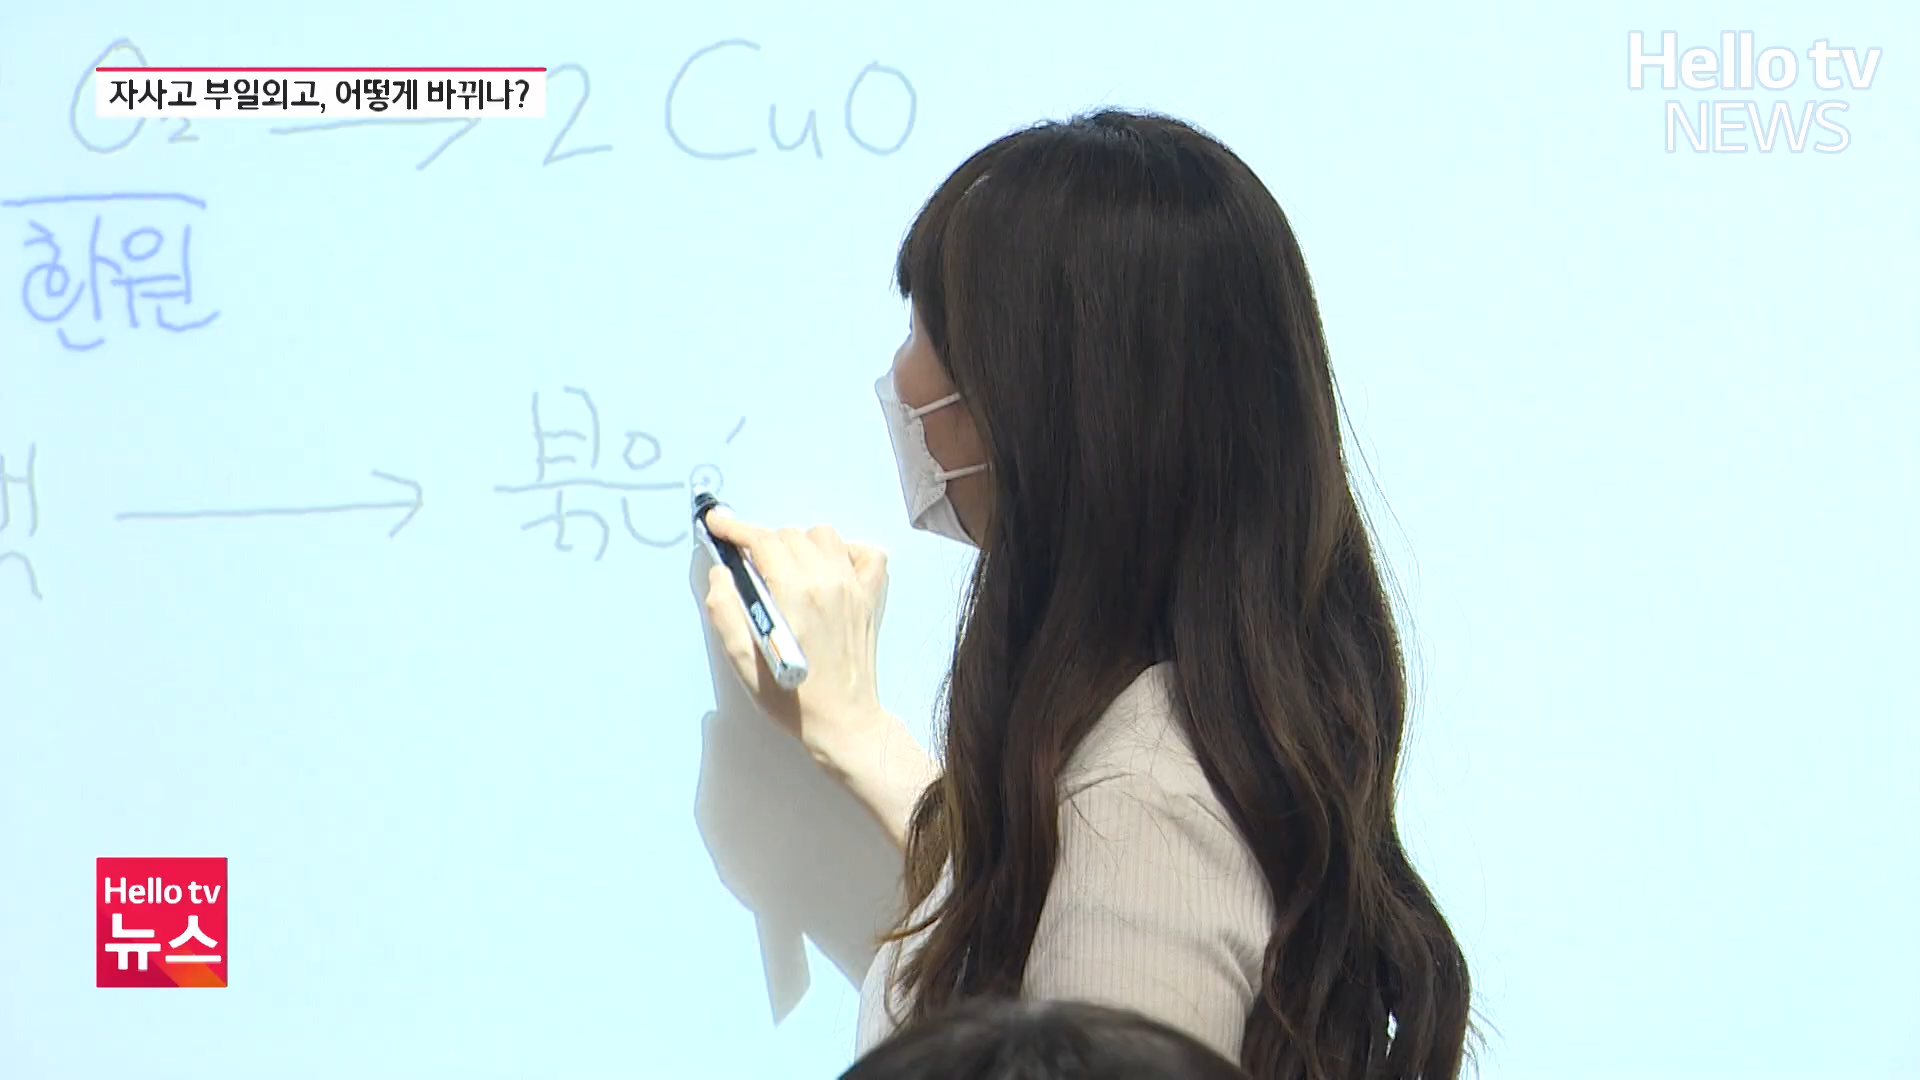 자사고 부일외고, 어떻게 바뀌나?
Hello tv
NEWS
O₂ → 2 CuO
환원
→ 붉은
Hello tv
뉴스